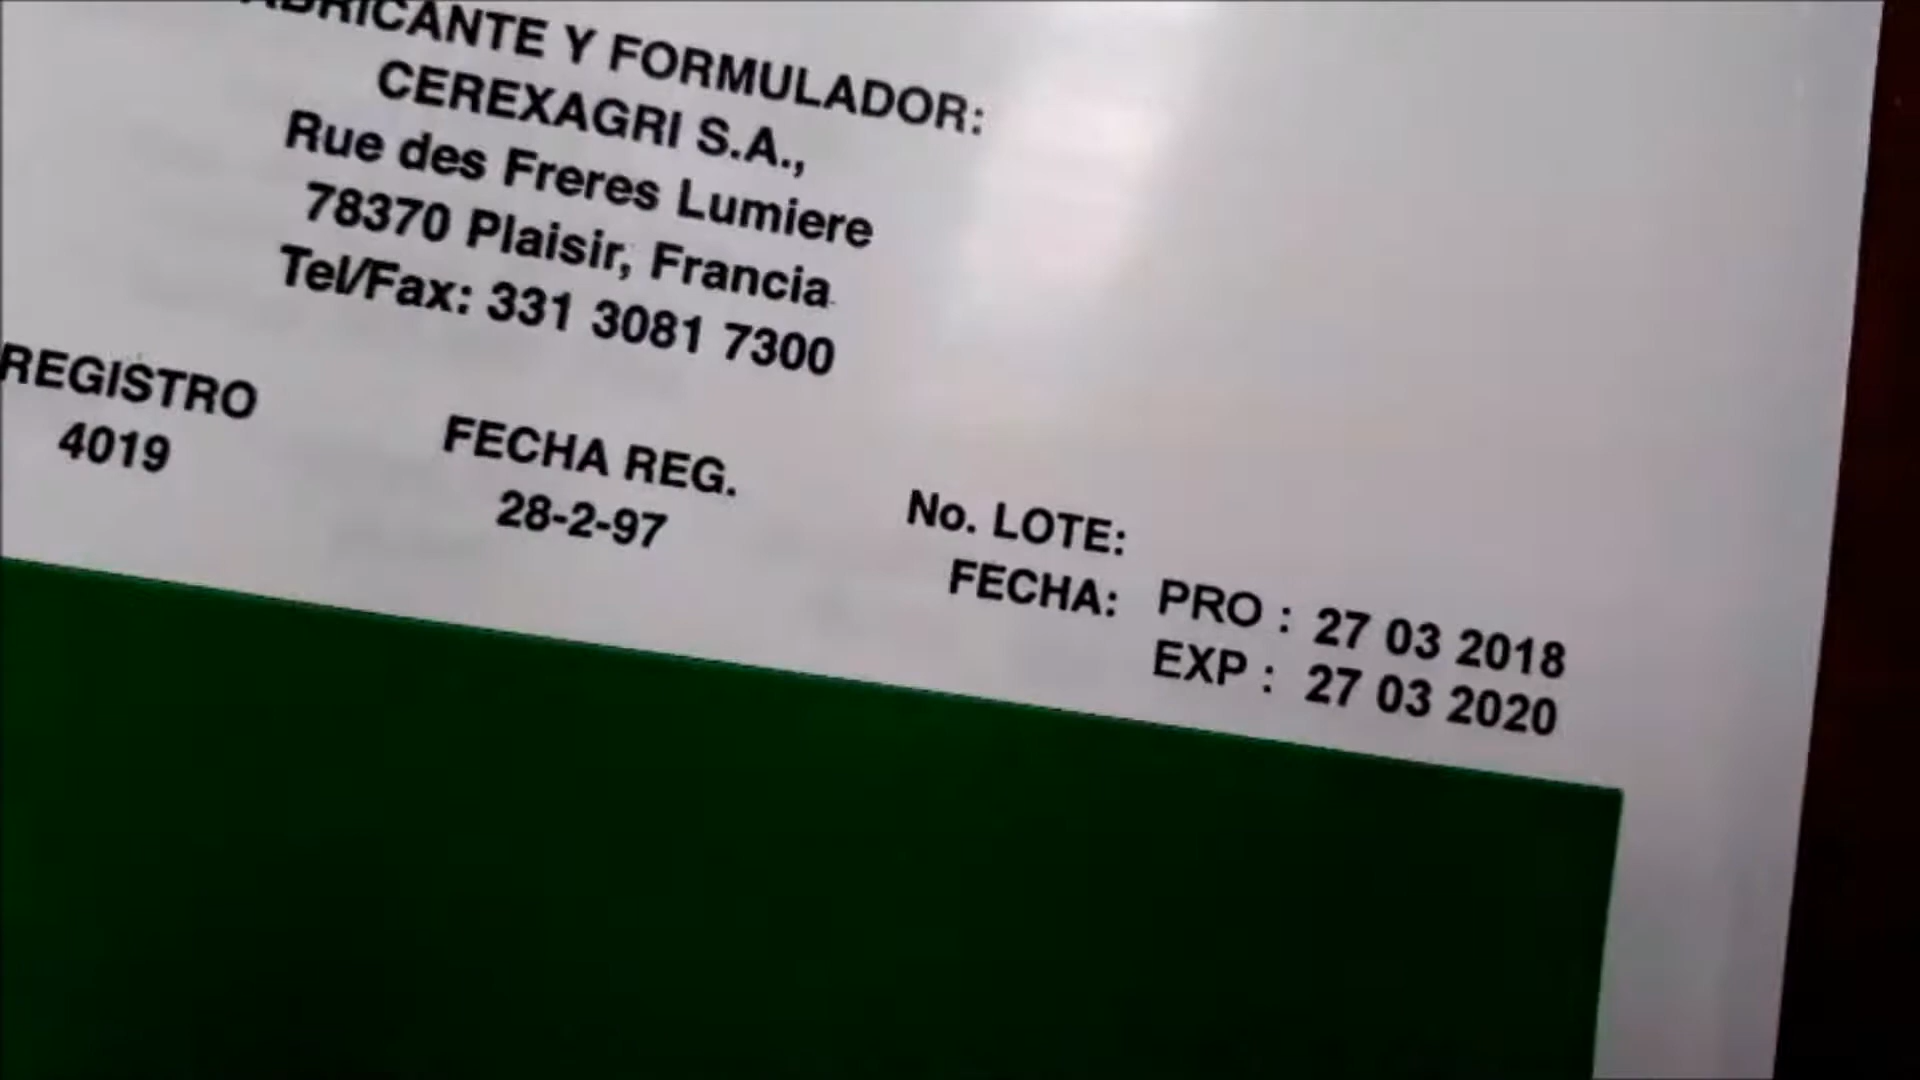 FABRICANTE Y FORMULADOR:
CEREXAGRI S.A.,
Rue des Freres Lumiere
78370 Plaisir, Francia
Tel/Fax: 331 3081 7300
REGISTRO
4019
FECHA REG.
28-2-97
No. LOTE:
FECHA: PRO : 27 03 2018
EXP : 27 03 2020